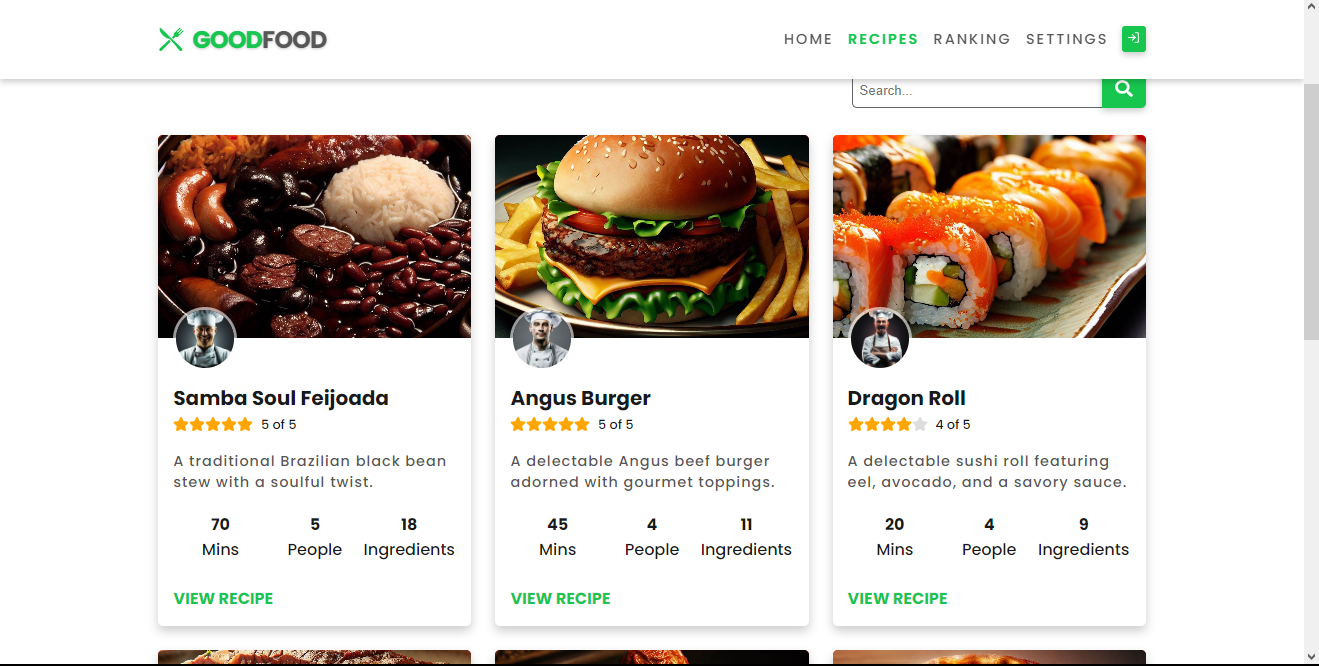 GOODFOOD
HOME RECIPES RANKING SETTINGS
Search...
Samba Soul Feijoada
5 of 5
A traditional Brazilian black bean
stew with a soulful twist.
70 5 18
Mins People Ingredients
VIEW RECIPE
Angus Burger
5 of 5
A delectable Angus beef burger
adorned with gourmet toppings.
45 4 11
Mins People Ingredients
VIEW RECIPE
Dragon Roll
4 of 5
A delectable sushi roll featuring
eel, avocado, and a savory sauce.
20 4 9
Mins People Ingredients
VIEW RECIPE